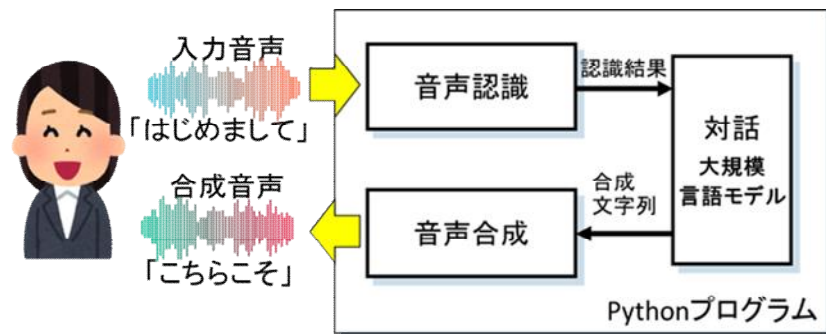 入力音声
「はじめまして」
合成音声
「こちらこそ」
音声認識
認識結果
対話
大規模
言語モデル
合成
文字列
音声合成
Pythonプログラム